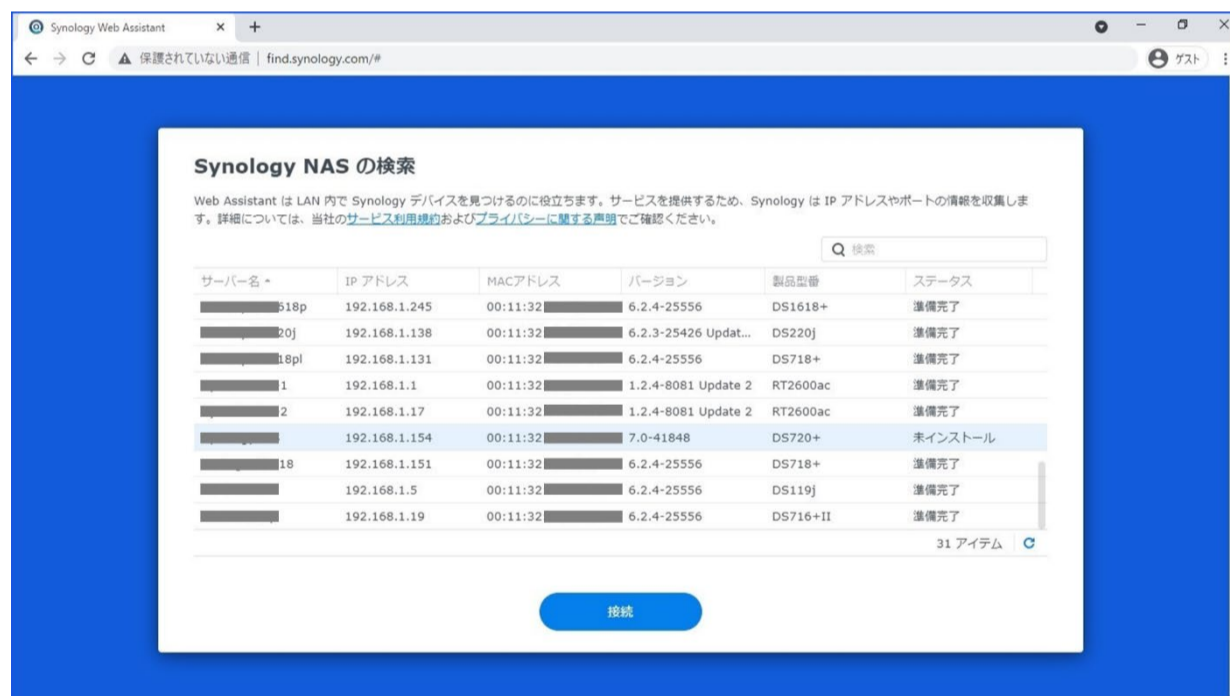 Synology Web Assistant
保護されていない通信 | find.synology.com/#
ゲスト
Synology NAS の検索
Web Assistant は LAN 内で Synology デバイスを見つけるのに役立ちます。サービスを提供するため、Synology は IP アドレスやポートの情報を収集しま
す。詳細については、当社のサービス利用規約およびプライバシーに関する声明でご確認ください。
検索
サーバー名 IP アドレス MACアドレス バージョン 製品型番 ステータス
618p 192.168.1.245 00:11:32 6.2.4-25556 DS1618+ 準備完了
20j 192.168.1.138 00:11:32 6.2.3-25426 Updat... DS220j 準備完了
18pl 192.168.1.131 00:11:32 6.2.4-25556 DS718+ 準備完了
1 192.168.1.1 00:11:32 1.2.4-8081 Update 2 RT2600ac 準備完了
2 192.168.1.17 00:11:32 1.2.4-8081 Update 2 RT2600ac 準備完了
192.168.1.154 00:11:32 7.0-41848 DS720+ 未インストール
18 192.168.1.151 00:11:32 6.2.4-25556 DS718+ 準備完了
192.168.1.5 00:11:32 6.2.4-25556 DS119j 準備完了
192.168.1.19 00:11:32 6.2.4-25556 DS716+II 準備完了
31 アイテム
接続